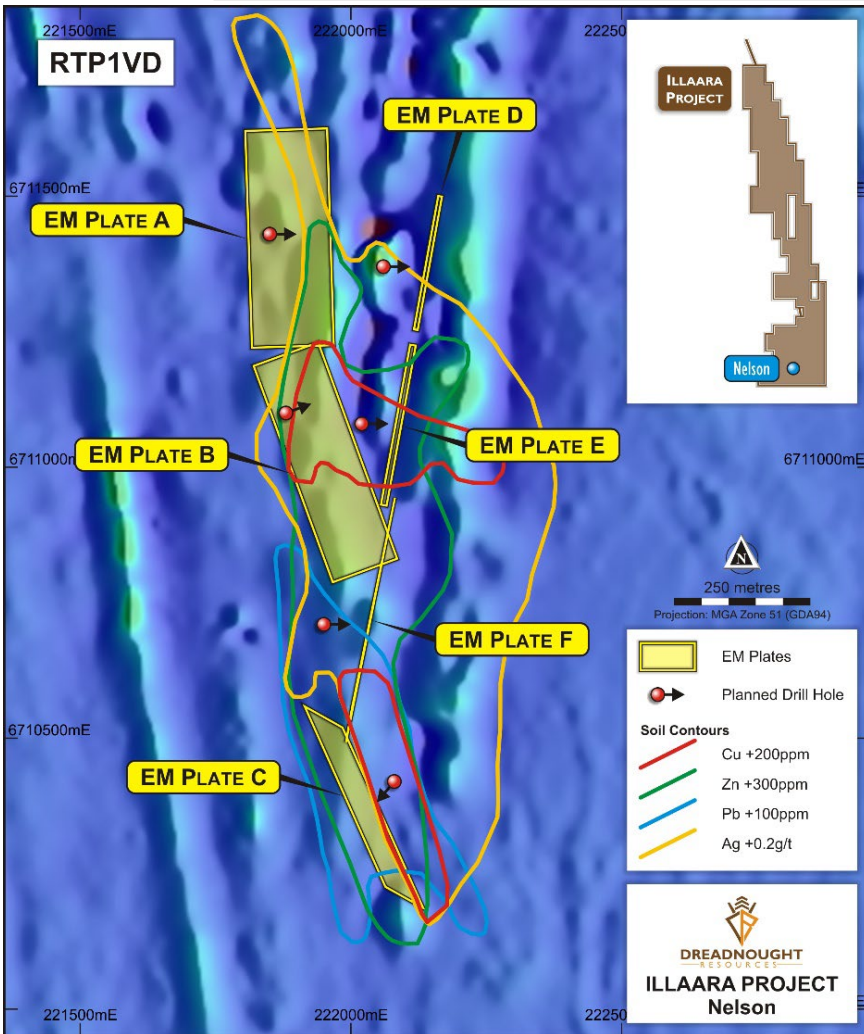 221500mE
222000mE
22250
RTP1VD
ILLAARA
PROJECT
EM PLATE D
6711500mE
EM PLATE A
Nelson
EM PLATE E
EM PLATE B
6711000m
6711000mE
N
250 metres
Projection: MGA Zone 51 (GDA94)
EM PLATE F
EM Plates
Planned Drill Hole
6710500mE
Soil Contours
Cu +200ppm
EM PLATE C
Zn +300ppm
Pb +100ppm
Ag +0.2g/t
DREADNOUGHT
RESOURCES
ILLAARA PROJECT
Nelson
221500mE
222000mE
22250